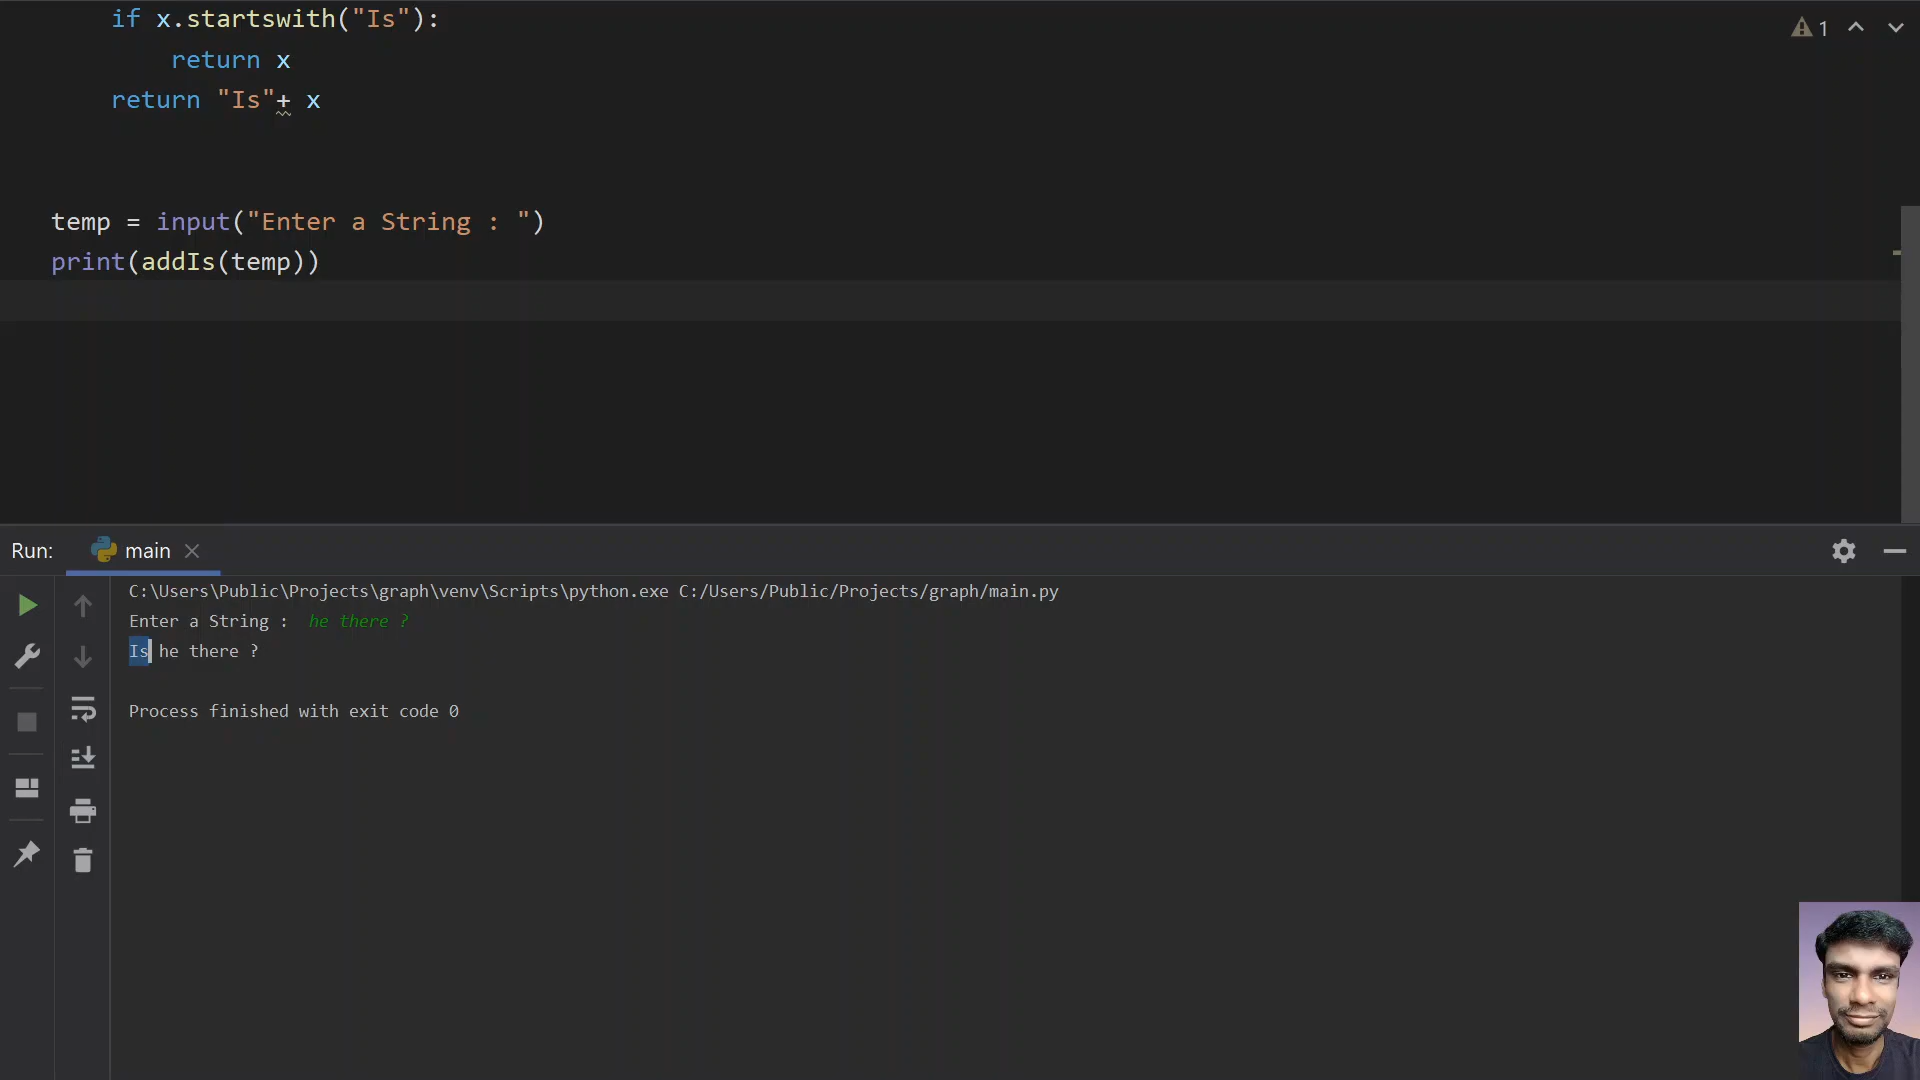 if x.startswith("Is"):
return x
return "Is"+ x
temp = input("Enter a String : ")
print(addIs(temp))
1
Run: main
C:\Users\Public\Projects\graph\venv\Scripts\python.exe C:/Users/Public/Projects/graph/main.py
Enter a String :  he there ?
Is he there ?
Process finished with exit code 0